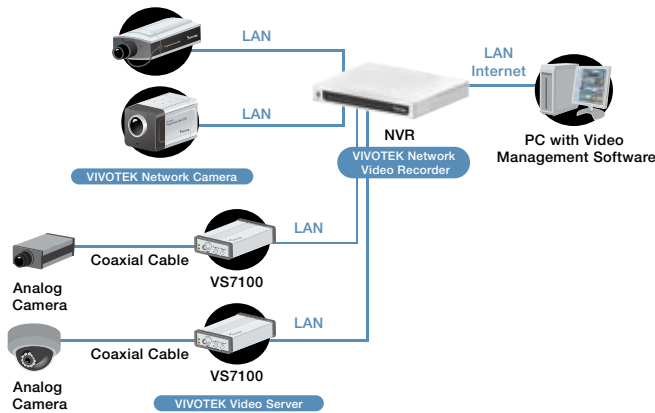 LAN
LAN
Internet
LAN
NVR
PC with Video
Management Software
VIVOTEK Network
Video Recorder
VIVOTEK Network Camera
LAN
Coaxial Cable
VS7100
Analog
Camera
LAN
Coaxial Cable
VS7100
Analog
Camera
VIVOTEK Video Server